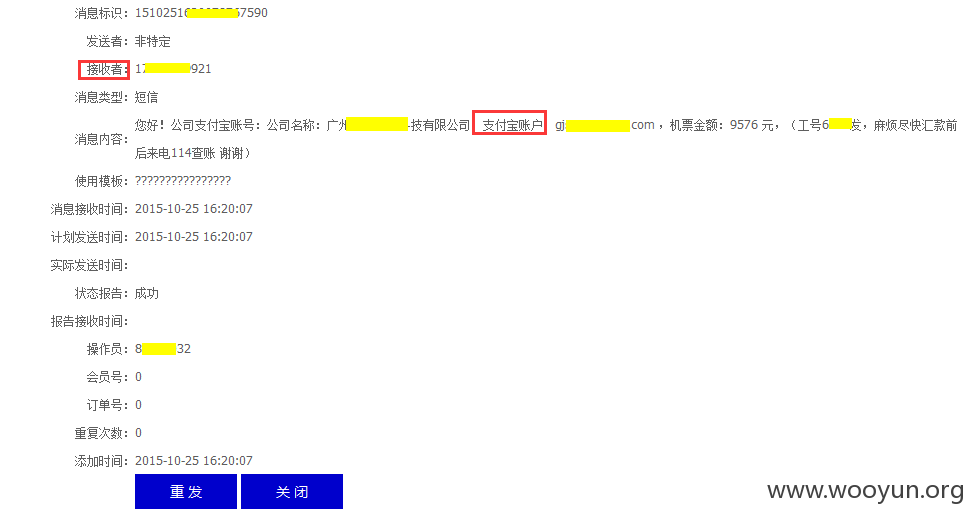 消息标识：15102516 767590
发送者：非特定
接收者：17 921
消息类型：短信
消息内容：您好！公司支付宝账号：公司名称：广州 技有限公司 支付宝账户 gj com，机票金额：9576 元，（工号6 发，麻烦尽快汇款前
后来电114查账 谢谢）
使用模板：????????????????
消息接收时间：2015-10-25 16:20:07
计划发送时间：2015-10-25 16:20:07
实际发送时间：
状态报告：成功
报告接收时间：
操作员：8 32
会员号：0
订单号：0
重复次数：0
添加时间：2015-10-25 16:20:07
重 发 关 闭
www.wooyun.org